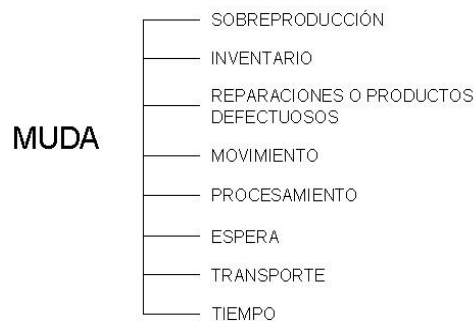 SOBREPRODUCCIÓN
INVENTARIO
REPARACIONES O PRODUCTOS
DEFECTUOSOS
MUDA
MOVIMIENTO
PROCESAMIENTO
ESPERA
TRANSPORTE
TIEMPO